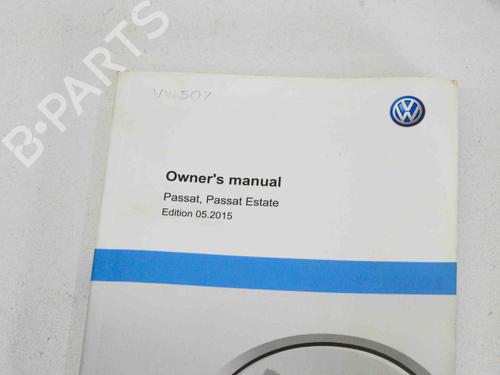 B-PARTS
VW507
Owner's manual
Passat, Passat Estate
Edition 05.2015